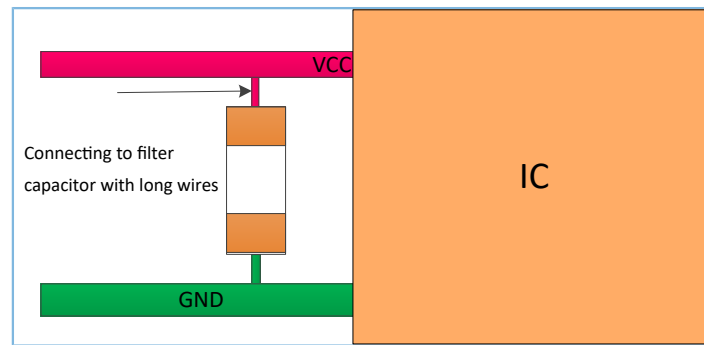 VCC
Connecting to filter
capacitor with long wires
IC
GND